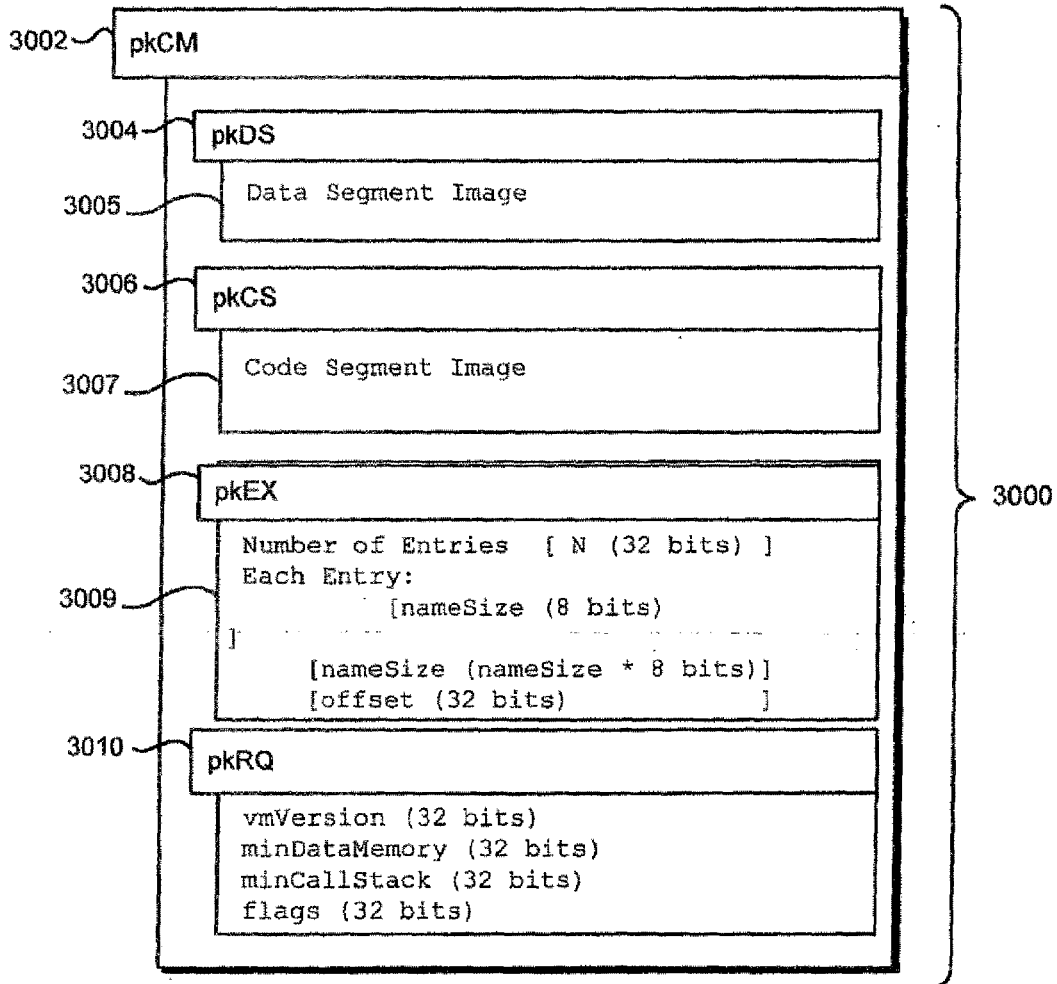 3002 pkCM
3004 pkDS
3005 Data Segment Image
3006 pkCS
3007 Code Segment Image
3008 pkEX
3000
Number of Entries [ N (32 bits) ]
Each Entry:
3009 [nameSize (8 bits)
]
[nameSize (nameSize * 8 bits)]
[offset (32 bits) ]
3010 pkRQ
vmVersion (32 bits)
minDataMemory (32 bits)
minCallStack (32 bits)
flags (32 bits)